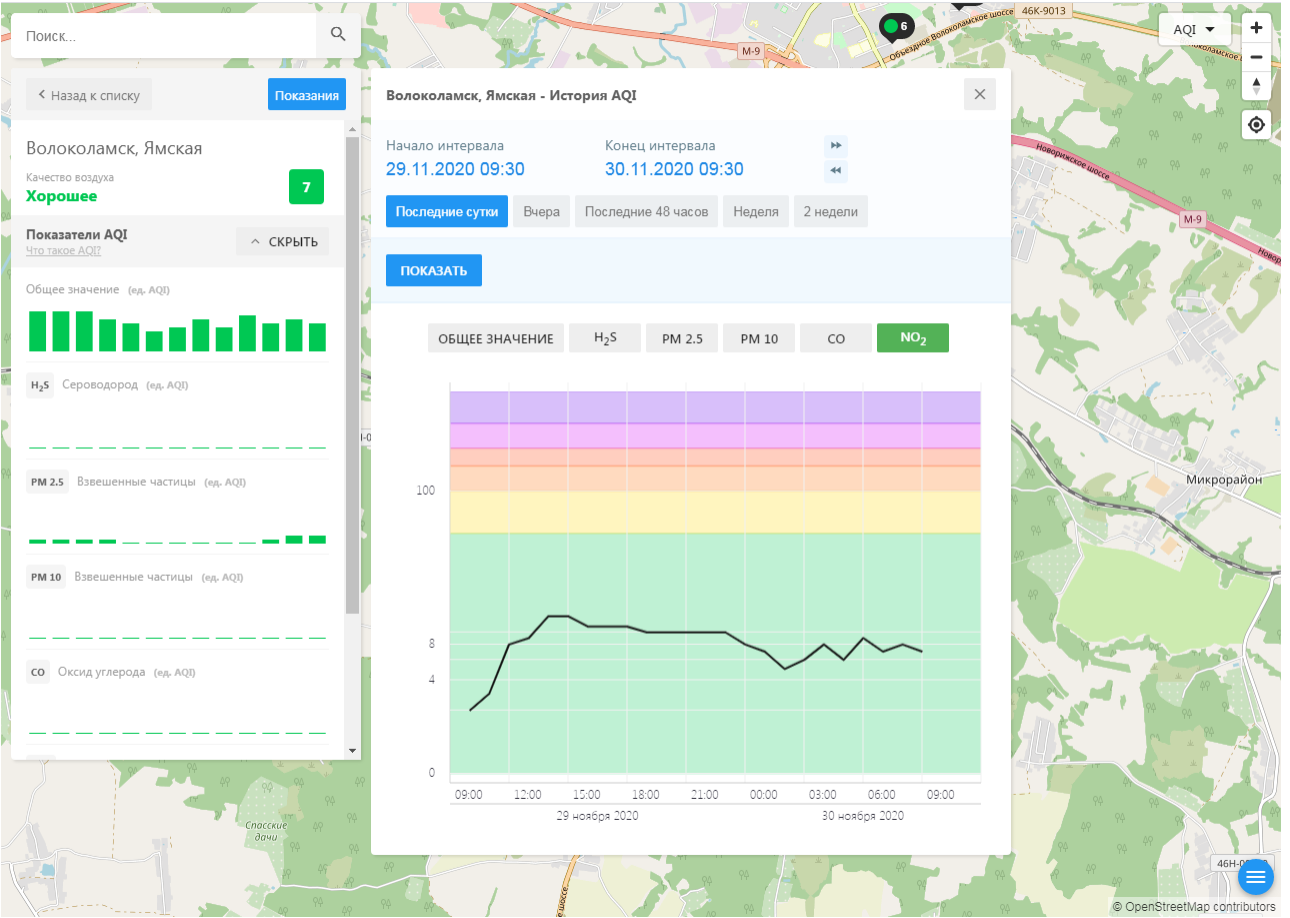 Поиск...
Назад к списку
Показания
Волоколамск, Ямская
Качество воздуха
Хорошее
7
Показатели AQI
Что такое AQI?
СКРЫТЬ
Общее значение (ед. AQI)
H₂S Сероводород (ед. AQI)
PM 2.5 Взвешенные частицы (ед. AQI)
PM 10 Взвешенные частицы (ед. AQI)
CO Оксид углерода (ед. AQI)
Волоколамск, Ямская - История AQI
Начало интервала
29.11.2020 09:30
Конец интервала
30.11.2020 09:30
Последние сутки
Вчера
Последние 48 часов
Неделя
2 недели
ПОКАЗАТЬ
ОБЩЕЕ ЗНАЧЕНИЕ
H₂S
PM 2.5
PM 10
CO
NO₂
100
8
4
0
09:00 12:00 15:00 18:00 21:00 00:00 03:00 06:00 09:00
29 ноября 2020 30 ноября 2020
M-9
6
Объездное Волоколамское шоссе
46К-9013
AQI
Новорижское шоссе
M-9
Микрорайон
Спасские
дачи
шоссе
© OpenStreetMap contributors